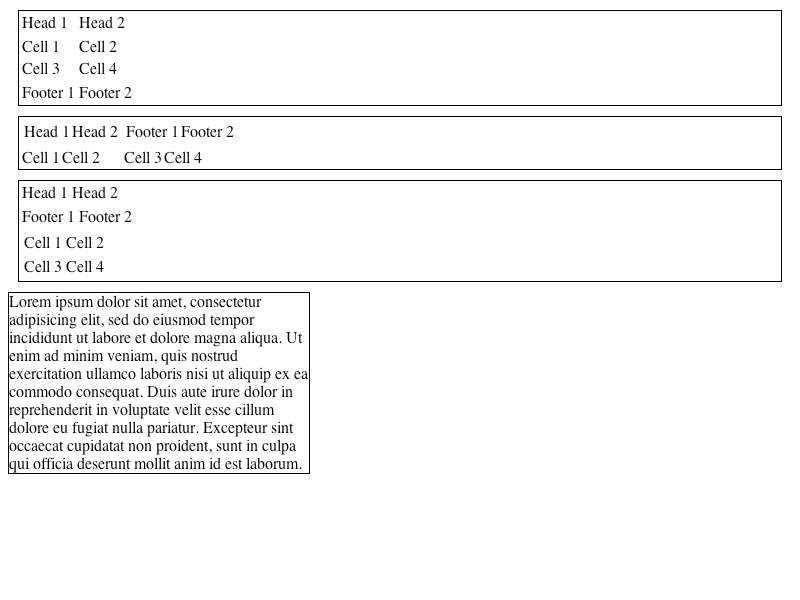 Head 1 Head 2
Cell 1 Cell 2
Cell 3 Cell 4
Footer 1 Footer 2
Head 1 Head 2 Footer 1 Footer 2
Cell 1 Cell 2 Cell 3 Cell 4
Head 1 Head 2
Footer 1 Footer 2
Cell 1 Cell 2
Cell 3 Cell 4
Lorem ipsum dolor sit amet, consectetur
adipisicing elit, sed do eiusmod tempor
incididunt ut labore et dolore magna aliqua. Ut
enim ad minim veniam, quis nostrud
exercitation ullamco laboris nisi ut aliquip ex ea
commodo consequat. Duis aute irure dolor in
reprehenderit in voluptate velit esse cillum
dolore eu fugiat nulla pariatur. Excepteur sint
occaecat cupidatat non proident, sunt in culpa
qui officia deserunt mollit anim id est laborum.